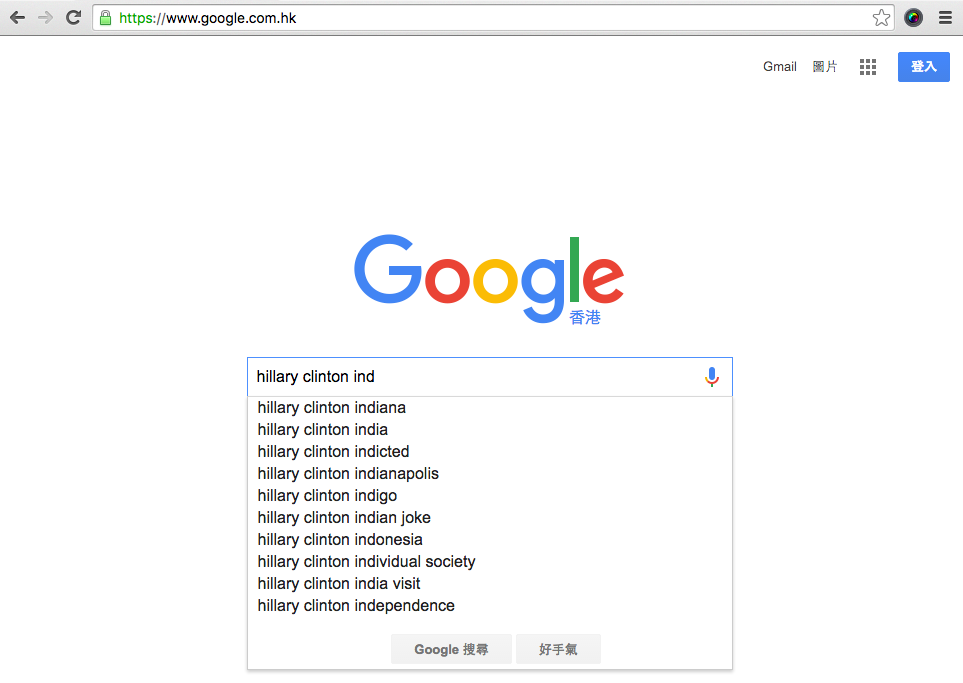 https://www.google.com.hk
Gmail 圖片 登入
Google
香港
hillary clinton ind
hillary clinton indiana
hillary clinton india
hillary clinton indicted
hillary clinton indianapolis
hillary clinton indigo
hillary clinton indian joke
hillary clinton indonesia
hillary clinton individual society
hillary clinton india visit
hillary clinton independence
Google 搜尋 好手氣